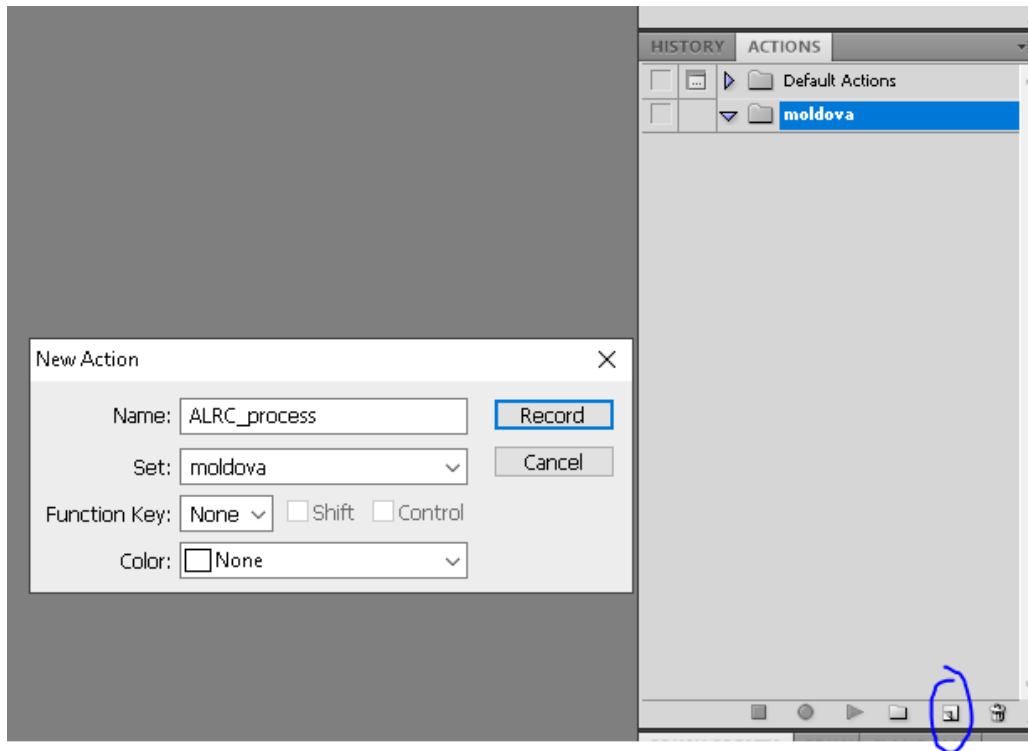 HISTORY ACTIONS
Default Actions
moldova
New Action
Name: ALRC_process
Record
Set: moldova
Cancel
Function Key: None Shift Control
Color: None